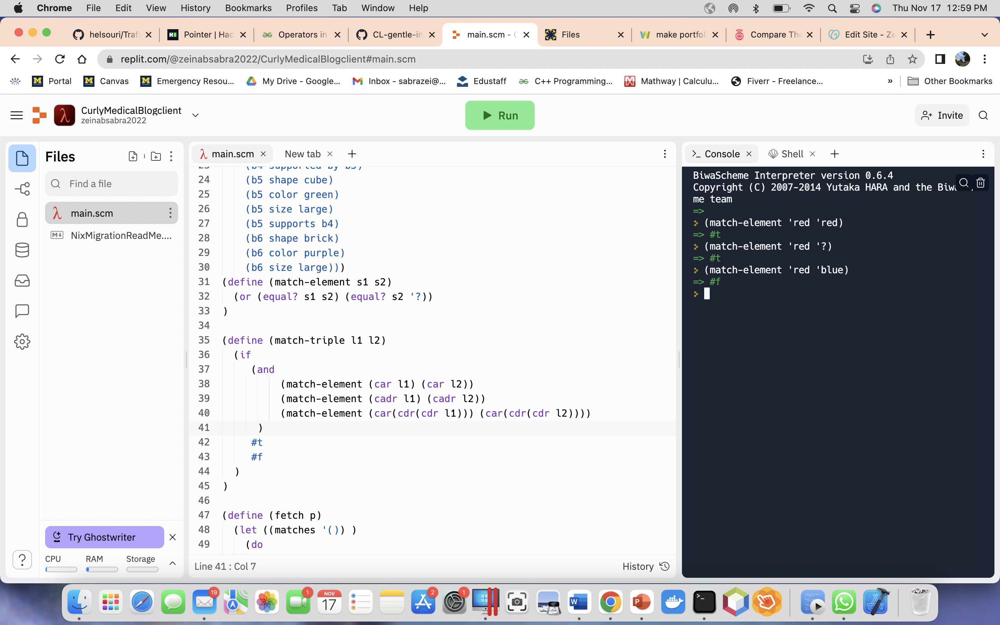 Chrome File Edit View History Bookmarks Profiles Tab Window Help Thu Nov 17 12:59 PM
helsouri/Traf Pointer | Hac Operators in CL-gentle-in main.scm - C Files make portfol Compare The Edit Site - Ze
replit.com/@zeinabsabra2022/CurlyMedicalBlogclient#main.scm
Portal Canvas Emergency Resou... My Drive - Google... Inbox - sabrazei@... Edustaff C++ Programming... Mathway | Calculu... Fiverr - Freelance... » Other Bookmarks
CurlyMedicalBlogclient
zeinabsabra2022
Run
Invite
Files
Find a file
main.scm
NixMigrationReadMe....
Try Ghostwriter
CPU RAM Storage
main.scm New tab
23 (b4 supported by b5)
24 (b5 shape cube)
25 (b5 color green)
26 (b5 size large)
27 (b5 supports b4)
28 (b6 shape brick)
29 (b6 color purple)
30 (b6 size large)))
31 (define (match-element s1 s2)
32 (or (equal? s1 s2) (equal? s2 '?))
33 )
34
35 (define (match-triple l1 l2)
36 (if
37 (and
38 (match-element (car l1) (car l2))
39 (match-element (cadr l1) (cadr l2))
40 (match-element (car(cdr(cdr l1))) (car(cdr(cdr l2))))
41 )
42 #t
43 #f
44 )
45 )
46
47 (define (fetch p)
48 (let ((matches '()) )
49 (do
Line 41 : Col 7 History
Console Shell
BiwaScheme Interpreter version 0.6.4
Copyright (C) 2007-2014 Yutaka HARA and the Biwa
me team
=>
(match-element 'red 'red)
=> #t
(match-element 'red '?)
=> #t
(match-element 'red 'blue)
=> #f
19 1 NOV 17 2 1 W P